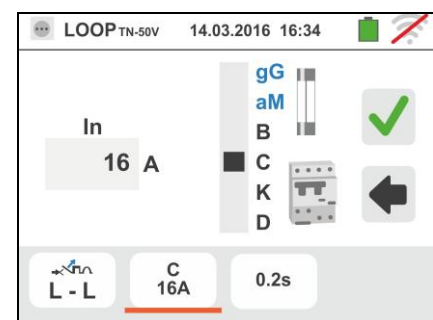 LOOP TN-50V 14.03.2016 16:34
gG
aM
B
C
K
D
In
16 A
L - L
C
16A
0.2s